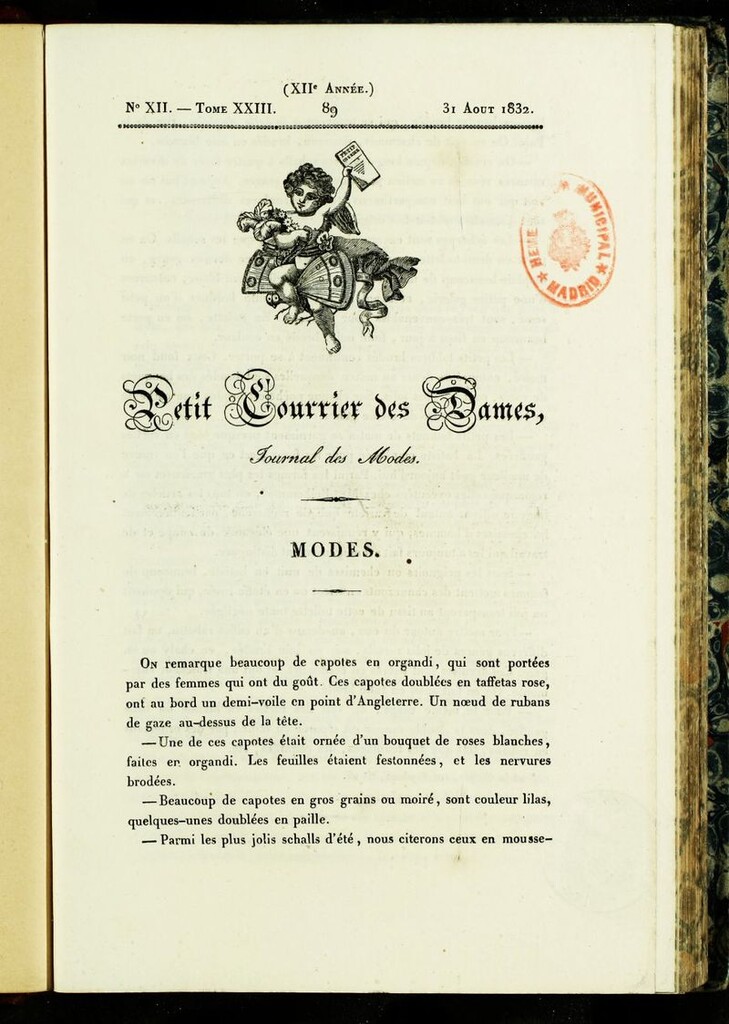 (XIIe Année.)
No XII. — Tome XXIII. 89 31 Aout 1832.
PETIT
HEME MUNICIPAL
MADRID
Petit Courrier des Dames,
Journal des Modes.
MODES.
On remarque beaucoup de capotes en organdi, qui sont portées
par des femmes qui ont du goût. Ces capotes doublées en taffetas rose,
ont au bord un demi-voile en point d'Angleterre. Un nœud de rubans
de gaze au-dessus de la tête.
—Une de ces capotes était ornée d'un bouquet de roses blanches,
faites en organdi. Les feuilles étaient festonnées, et les nervures
brodées.
—Beaucoup de capotes en gros grains ou moiré, sont couleur lilas,
quelques-unes doublées en paille.
— Parmi les plus jolis schalls d'été, nous citerons ceux en mousse-